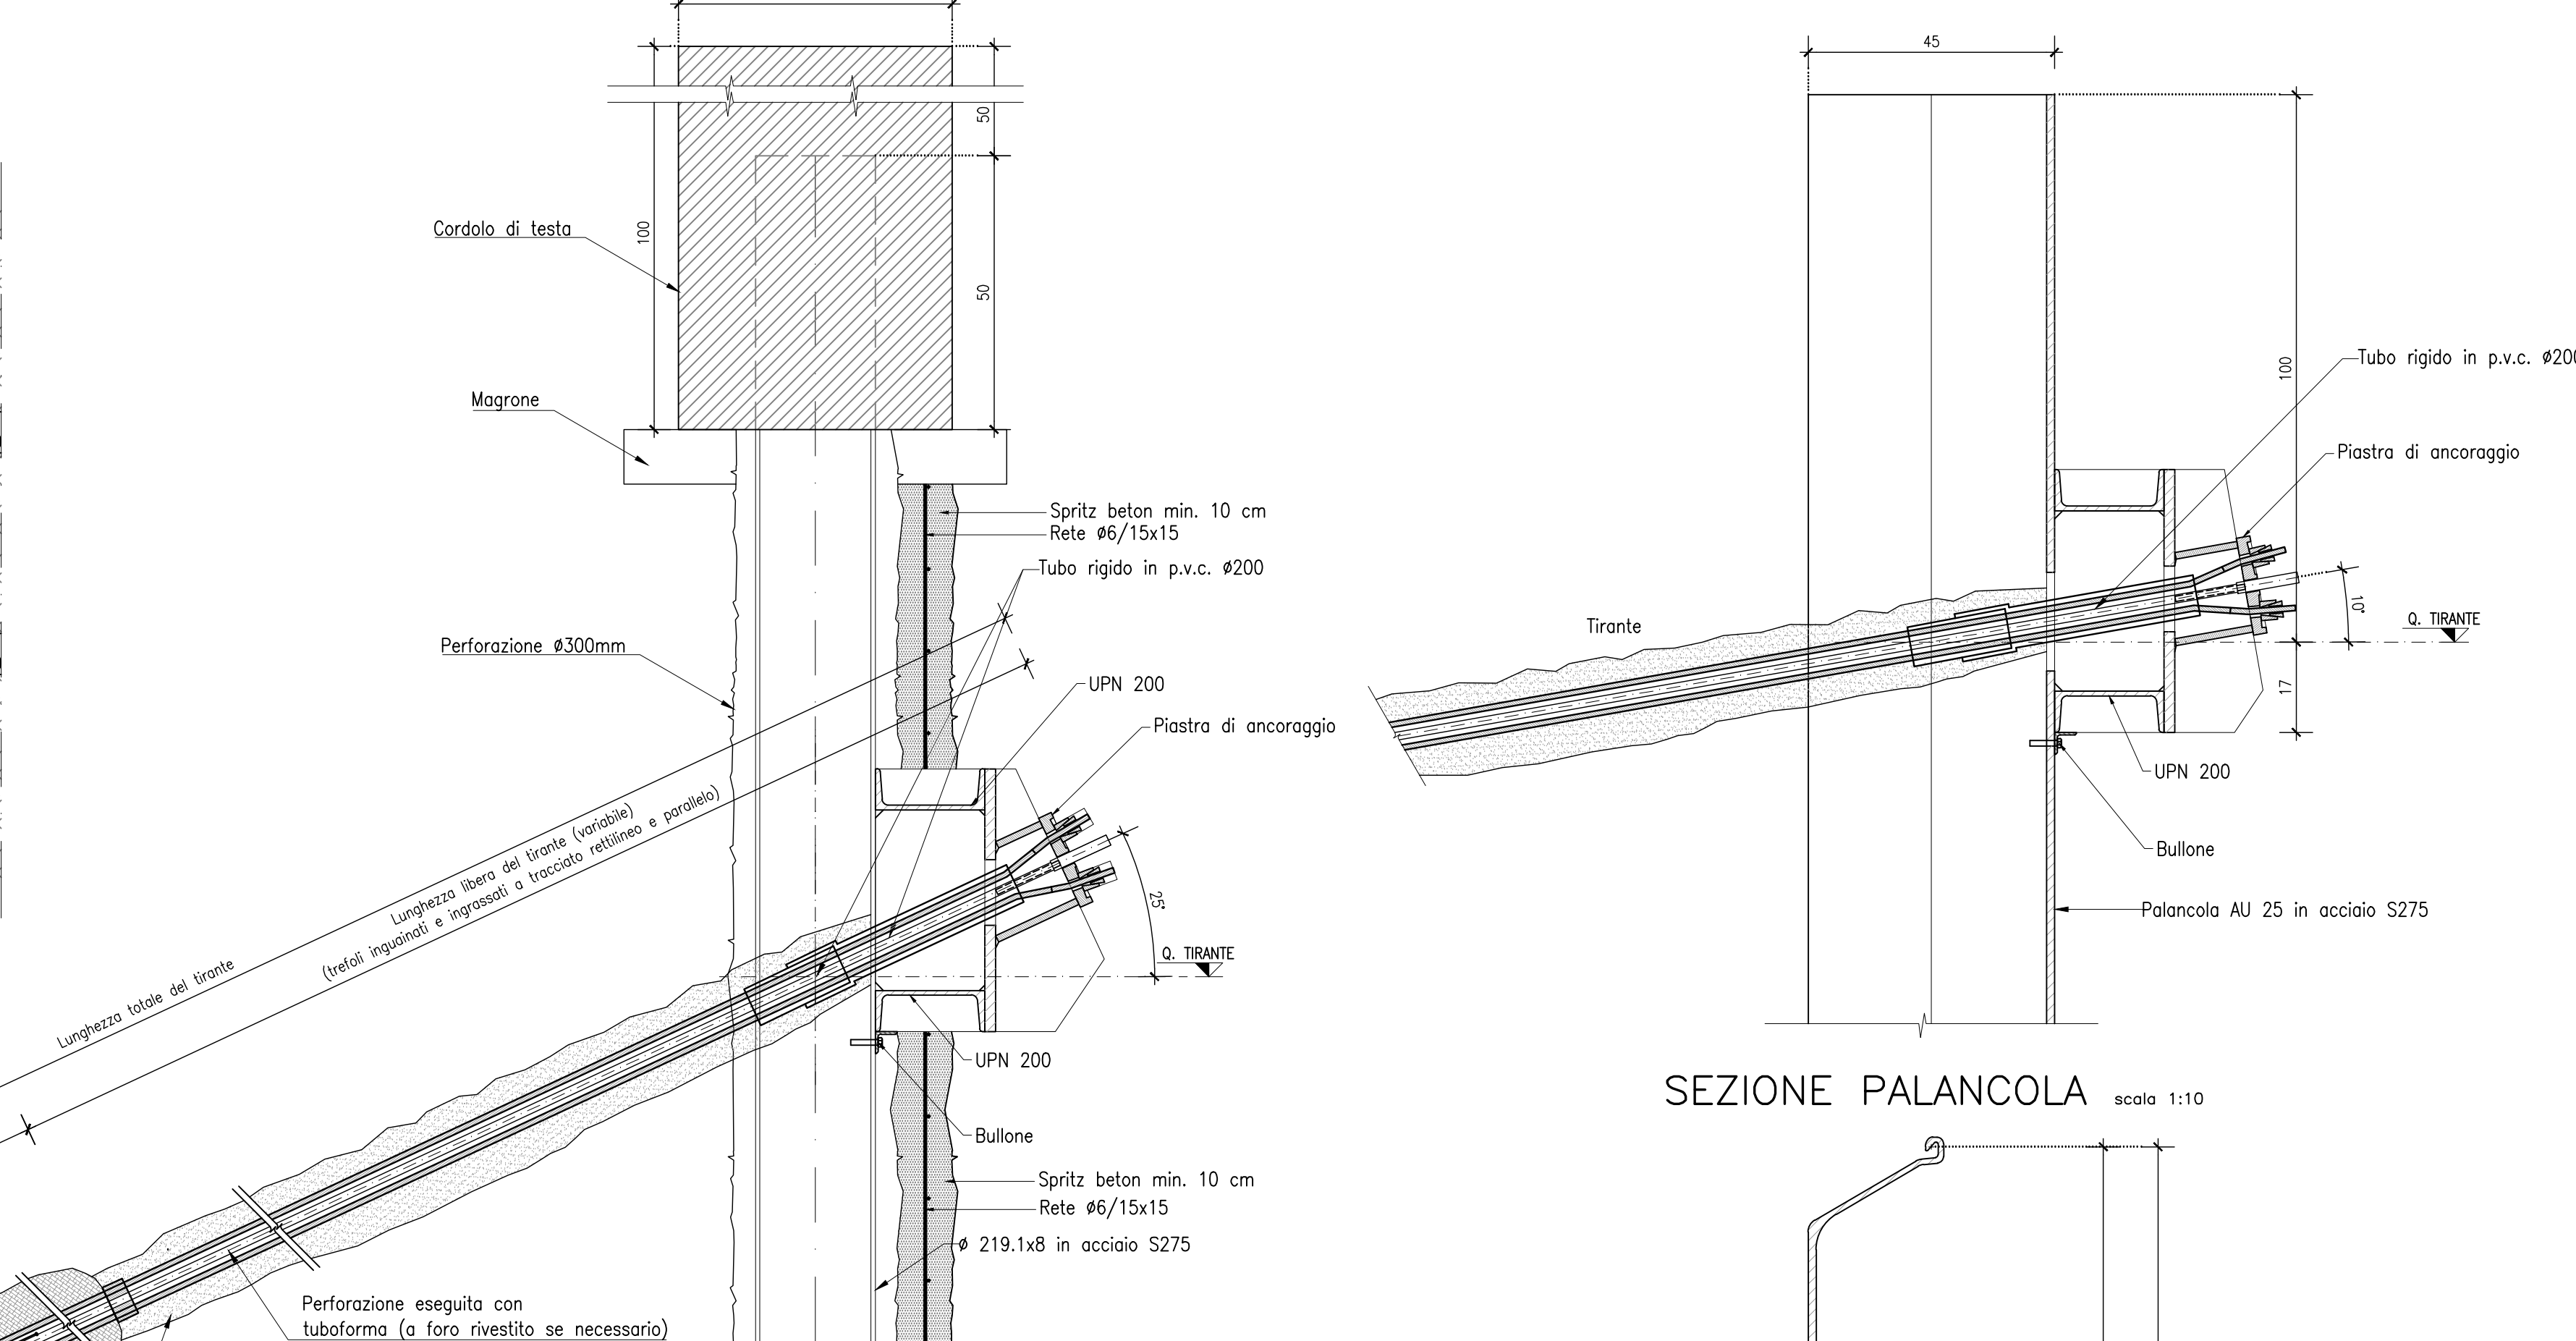 45
50
100
Cordolo di testa
50
100
Tubo rigido in p.v.c. Ø200
Magrone
Piastra di ancoraggio
Spritz beton min. 10 cm
Rete Ø6/15x15
Tubo rigido in p.v.c. Ø200
10°
Q. TIRANTE
Tirante
Perforazione Ø300mm
UPN 200
17
Piastra di ancoraggio
UPN 200
Lunghezza libera del tirante (variabile)
(trefoli inguainati e ingrassati a tracciato rettilineo e parallelo)
Bullone
25°
Palancola AU 25 in acciaio S275
Q. TIRANTE
Lunghezza totale del tirante
UPN 200
SEZIONE PALANCOLA scala 1:10
Bullone
Spritz beton min. 10 cm
Rete Ø6/15x15
Ø 219.1x8 in acciaio S275
Perforazione eseguita con
tuboforma (a foro rivestito se necessario)